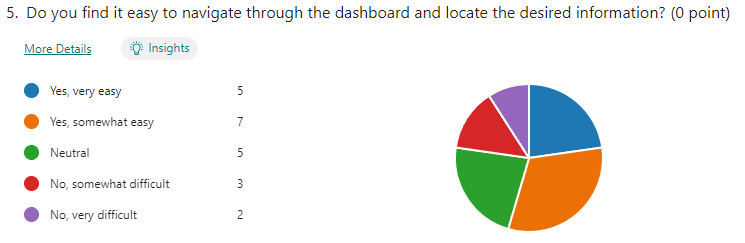 5. Do you find it easy to navigate through the dashboard and locate the desired information? (0 point)
More Details Insights
Yes, very easy 5
Yes, somewhat easy 7
Neutral 5
No, somewhat difficult 3
No, very difficult 2